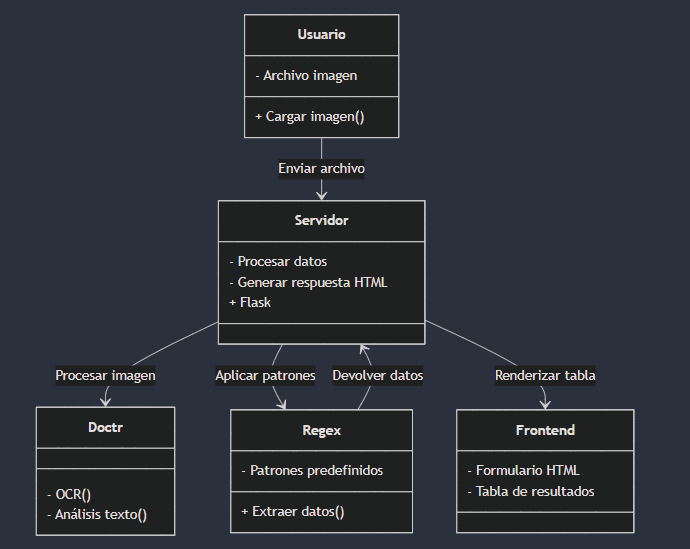 Usuario
- Archivo imagen
+ Cargar imagen()
Enviar archivo
Servidor
- Procesar datos
- Generar respuesta HTML
+ Flask
Procesar imagen
Aplicar patrones
Devolver datos
Renderizar tabla
Doctr
- OCR()
- Análisis texto()
Regex
- Patrones predefinidos
+ Extraer datos()
Frontend
- Formulario HTML
- Tabla de resultados